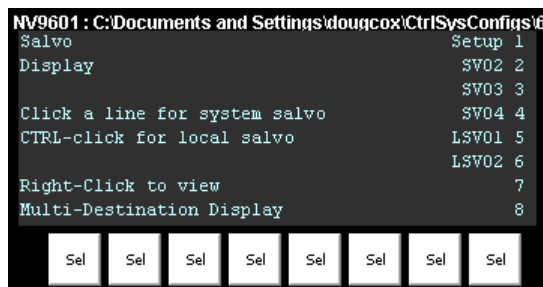 NV9601 : C:\Documents and Settings\dougcox\CtrlSysConfigs\6
Salvo Setup 1
Display SV02 2
SV03 3
Click a line for system salvo SV04 4
CTRL-click for local salvo LSV01 5
LSV02 6
Right-Click to view 7
Multi-Destination Display 8
Sel Sel Sel Sel Sel Sel Sel Sel